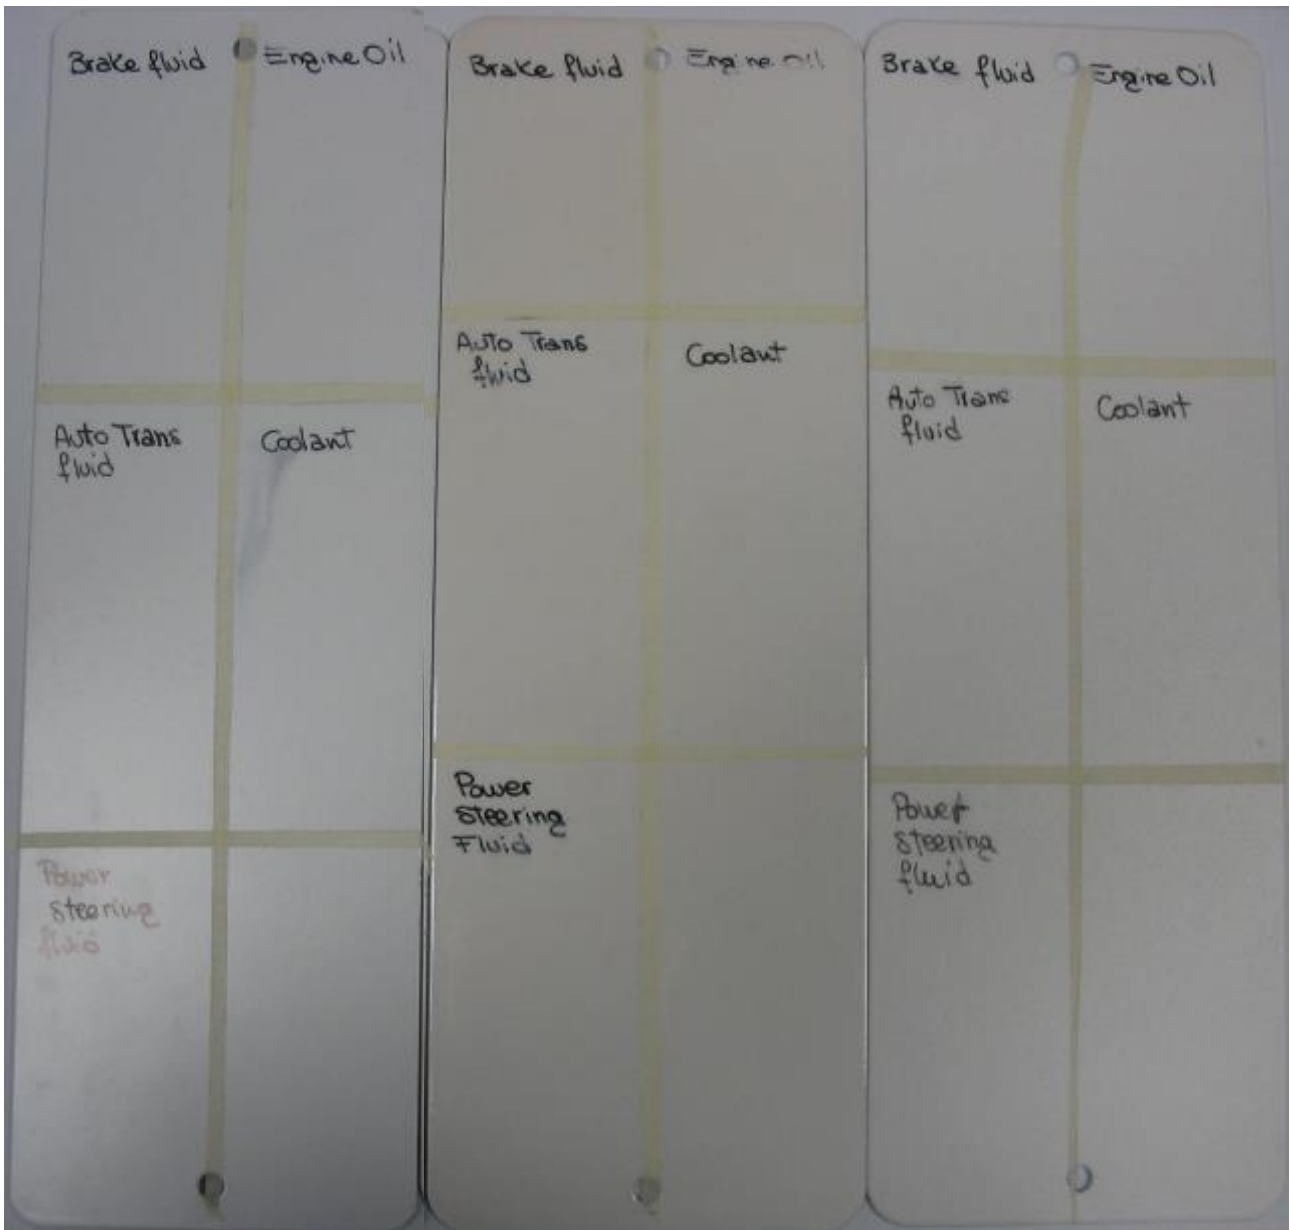 Brake fluid Engine Oil
Auto Trans Coolant
fluid
Power
steering
fluid
Brake fluid Engine Oil
Auto Trans Coolant
fluid
Power
Steering
Fluid
Brake fluid Engine Oil
Auto Trans Coolant
fluid
Power
steering
fluid